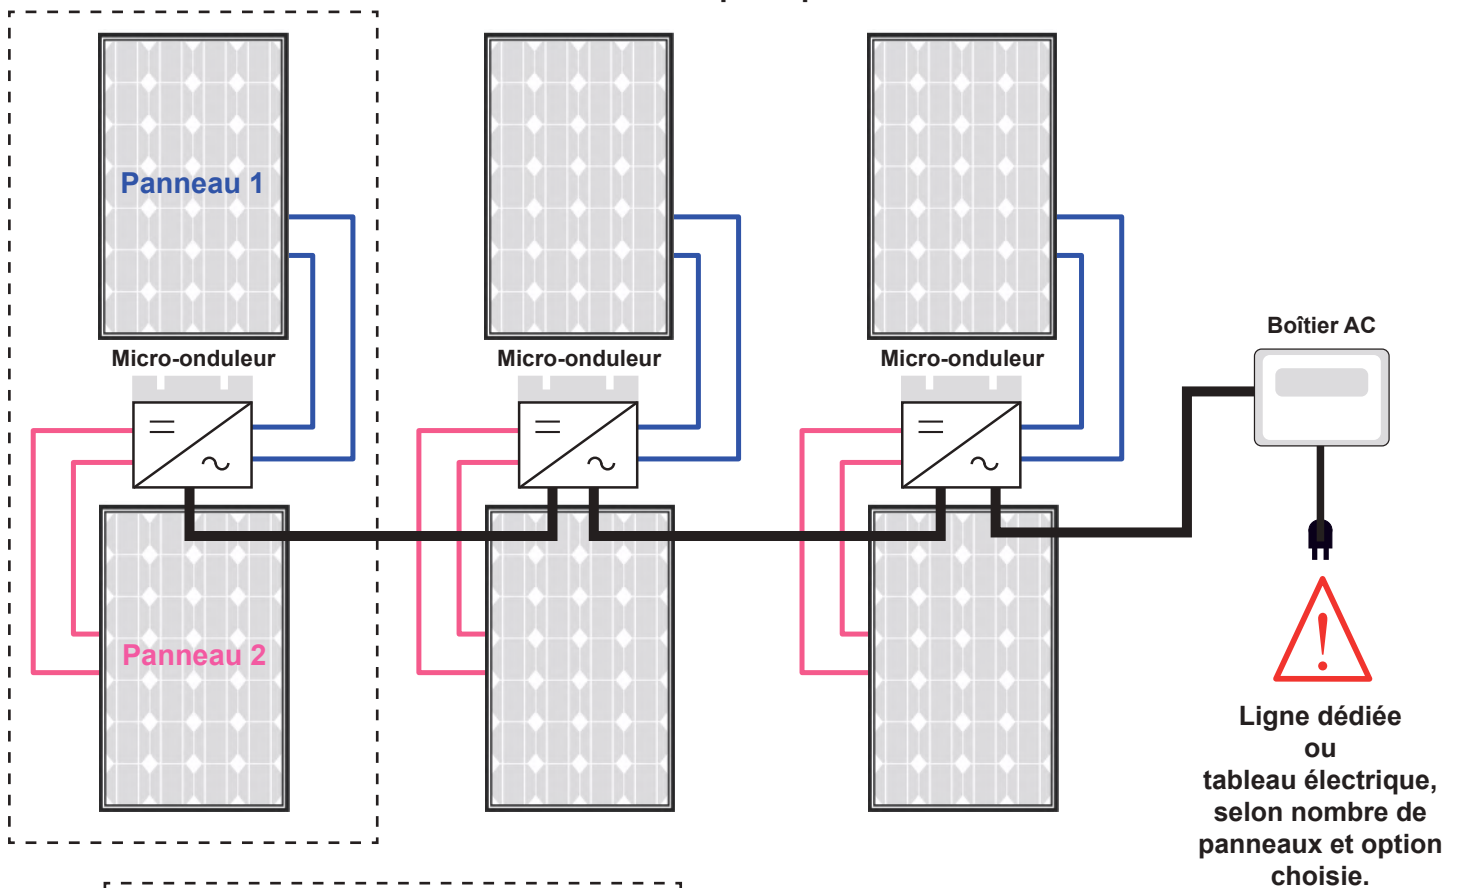 Panneau 1
Micro-onduleur
Micro-onduleur
Micro-onduleur
Boîtier AC
Panneau 2
Ligne dédiée
ou
tableau électrique,
selon nombre de
panneaux et option
choisie.